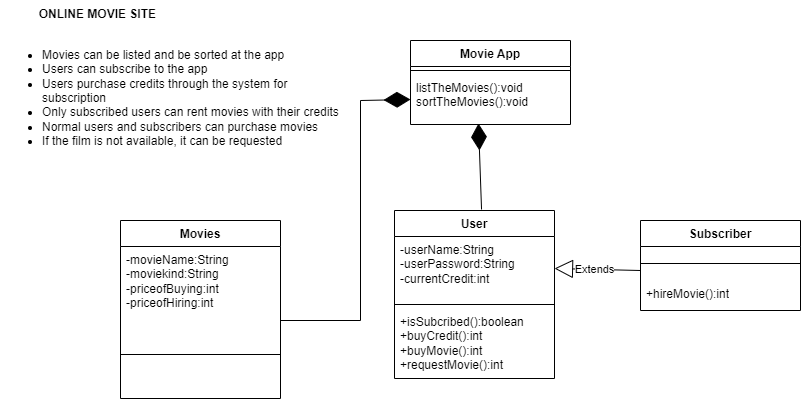 ONLINE MOVIE SITE
• Movies can be listed and be sorted at the app
• Users can subscribe to the app
• Users purchase credits through the system for
subscription
• Only subscribed users can rent movies with their credits
• Normal users and subscribers can purchase movies
• If the film is not available, it can be requested
Movie App
listTheMovies():void
sortTheMovies():void
Movies
-movieName:String
-moviekind:String
-priceofBuying:int
-priceofHiring:int
User
-userName:String
-userPassword:String
-currentCredit:int
+isSubcribed():boolean
+buyCredit():int
+buyMovie():int
+requestMovie():int
Extends
Subscriber
+hireMovie():int